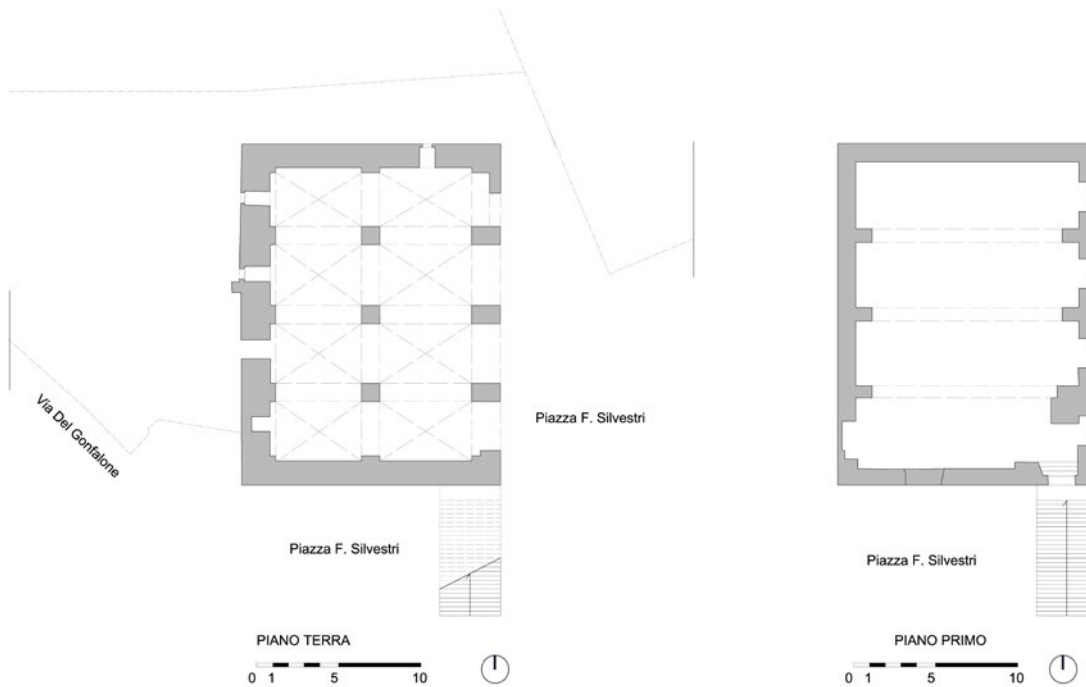 Via Del Gonfalone
Piazza F. Silvestri
Piazza F. Silvestri
PIANO TERRA
0 1 5 10
Piazza F. Silvestri
PIANO PRIMO
0 1 5 10